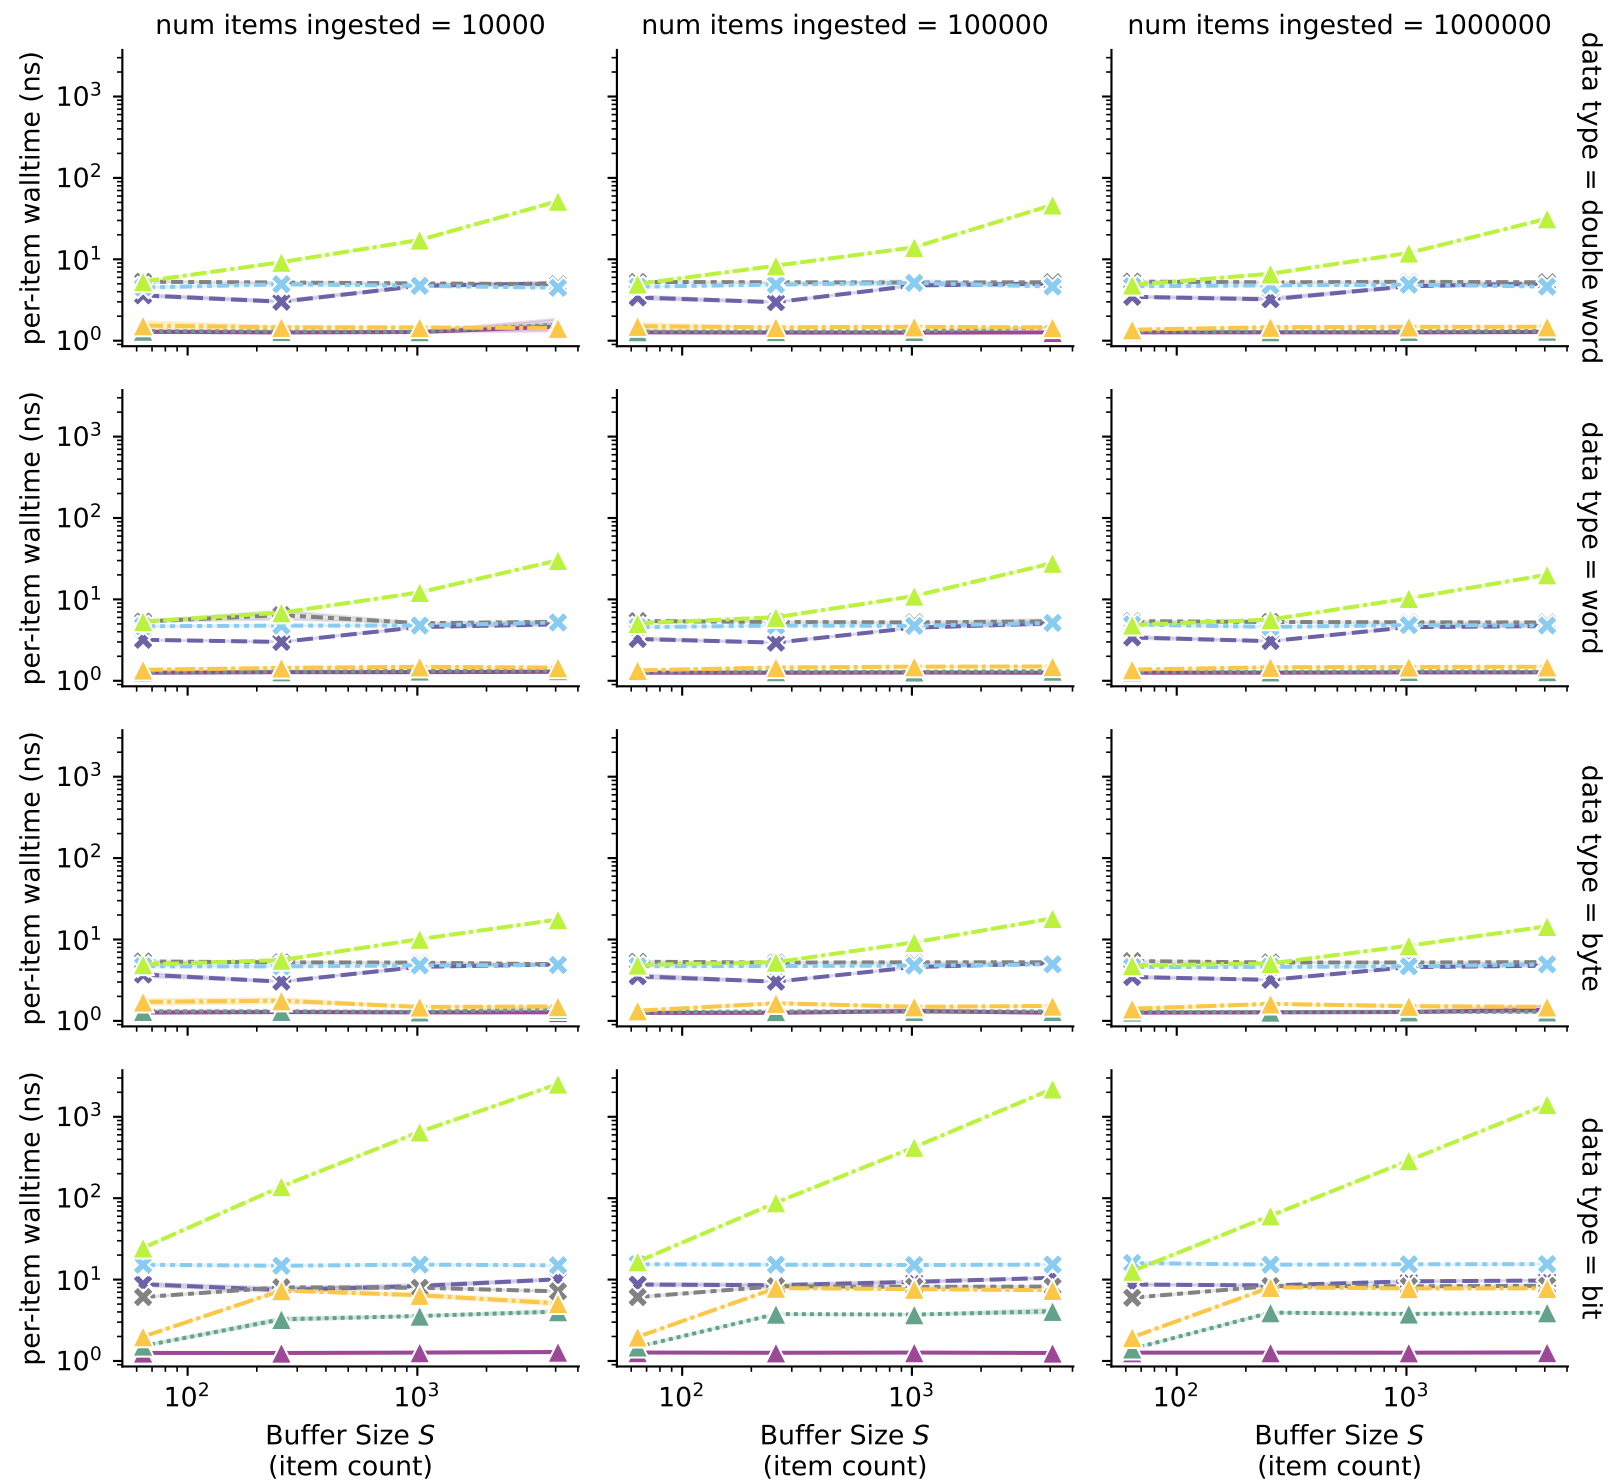 num items ingested = 10000
num items ingested = 100000
num items ingested = 1000000
per-item walltime (ns)
10³
10²
10¹
10⁰
data type = double word
per-item walltime (ns)
10³
10²
10¹
10⁰
data type = word
per-item walltime (ns)
10³
10²
10¹
10⁰
data type = byte
per-item walltime (ns)
10³
10²
10¹
10⁰
data type = bit
10² 10³
10² 10³
10² 10³
Buffer Size S
(item count)
Buffer Size S
(item count)
Buffer Size S
(item count)